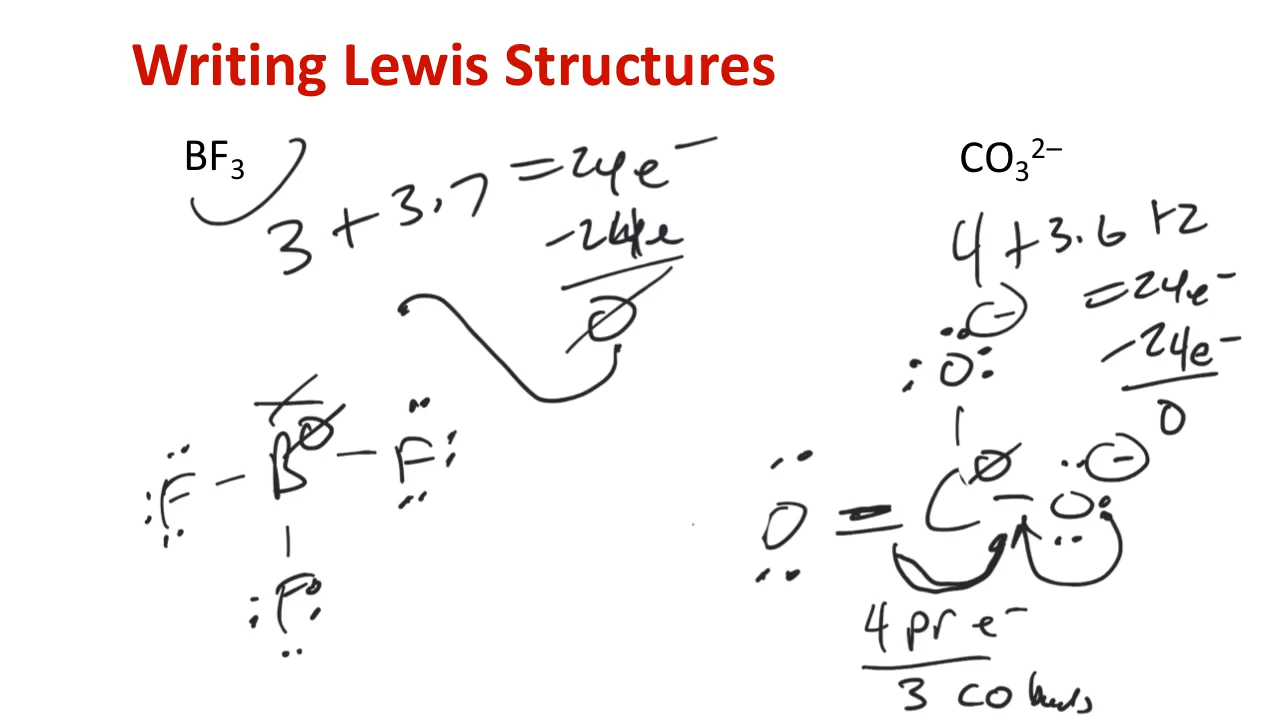 Writing Lewis Structures
BF₃
3 + 3·7 = 24e⁻
−24e
0
F − B − F
F
CO₃²⁻
4 + 3·6 + 2
= 24e⁻
− 24e⁻
0
O
O = C − O
4 pr e⁻
3 CO bonds